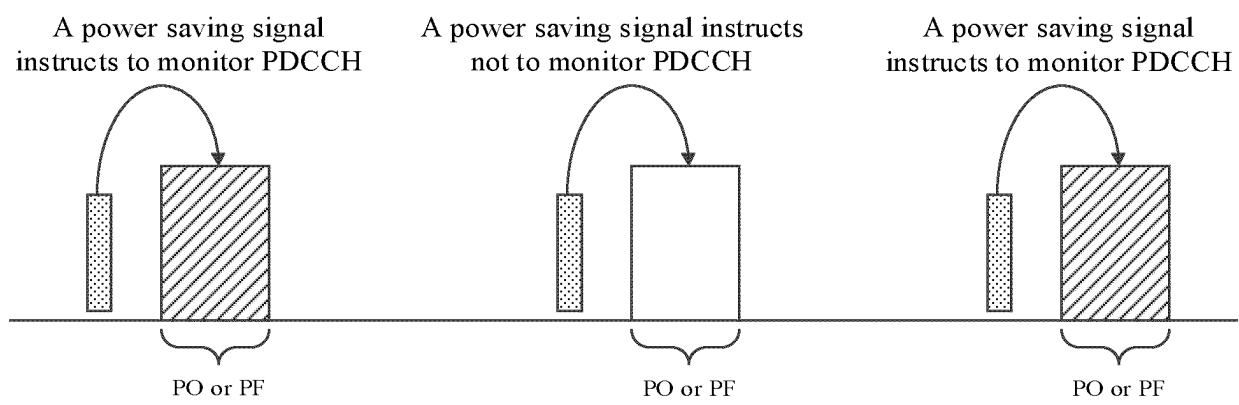 A power saving signal
instructs to monitor PDCCH
A power saving signal instructs
not to monitor PDCCH
A power saving signal
instructs to monitor PDCCH
PO or PF
PO or PF
PO or PF